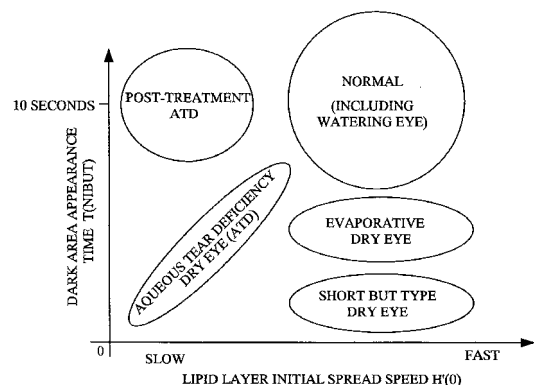 POST-TREATMENT
ATD
NORMAL
(INCLUDING
WATERING EYE)
10 SECONDS
DARK AREA APPEARANCE
TIME T(NIBUT)
AQUEOUS TEAR DEFICIENCY
DRY EYE (ATD)
EVAPORATIVE
DRY EYE
SHORT BUT TYPE
DRY EYE
0
SLOW
FAST
LIPID LAYER INITIAL SPREAD SPEED H'(0)